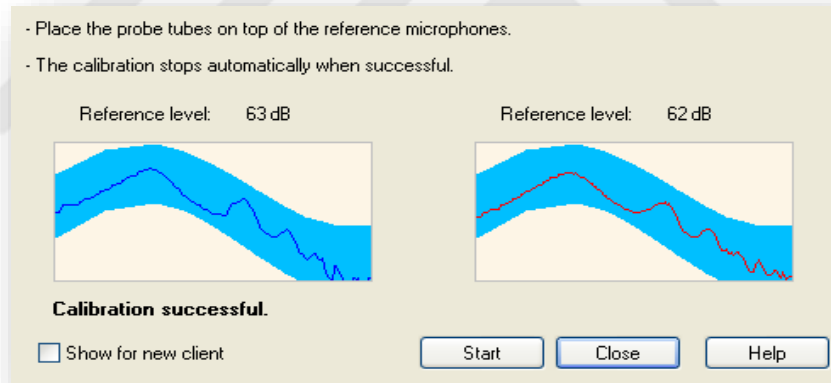 - Place the probe tubes on top of the reference microphones.
- The calibration stops automatically when successful.
Reference level: 63 dB Reference level: 62 dB
Calibration successful.
Show for new client Start Close Help